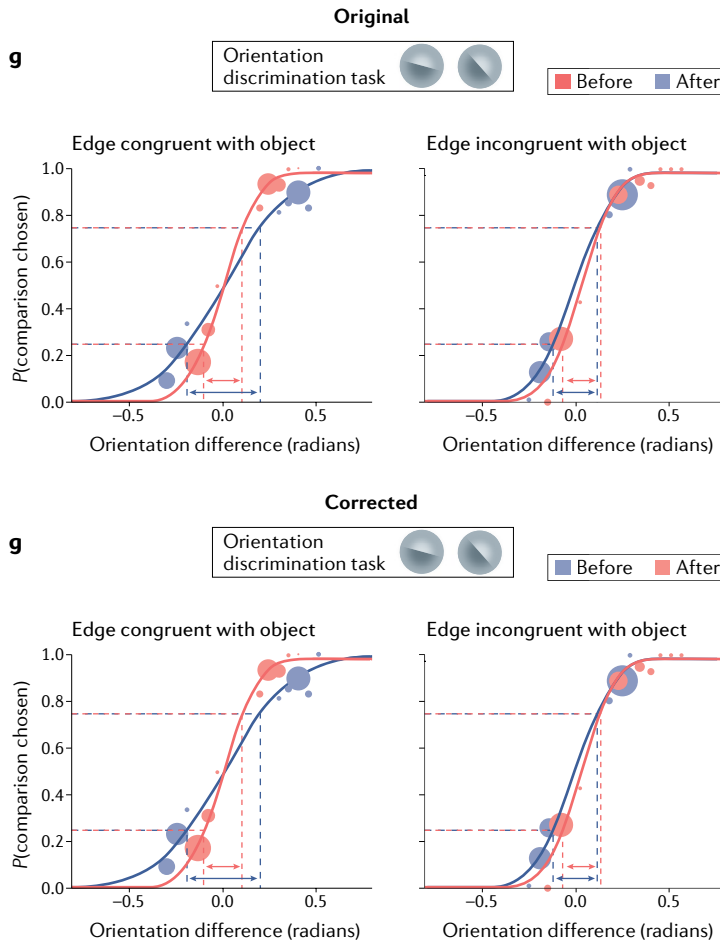 Original
g
Orientation
discrimination task
Before After
Edge congruent with object
Edge incongruent with object
P(comparison chosen)
1.0
0.8
0.6
0.4
0.2
0.0
−0.5 0.0 0.5
−0.5 0.0 0.5
Orientation difference (radians)
Orientation difference (radians)
Corrected
g
Orientation
discrimination task
Before After
Edge congruent with object
Edge incongruent with object
P(comparison chosen)
1.0
0.8
0.6
0.4
0.2
0.0
−0.5 0.0 0.5
−0.5 0.0 0.5
Orientation difference (radians)
Orientation difference (radians)